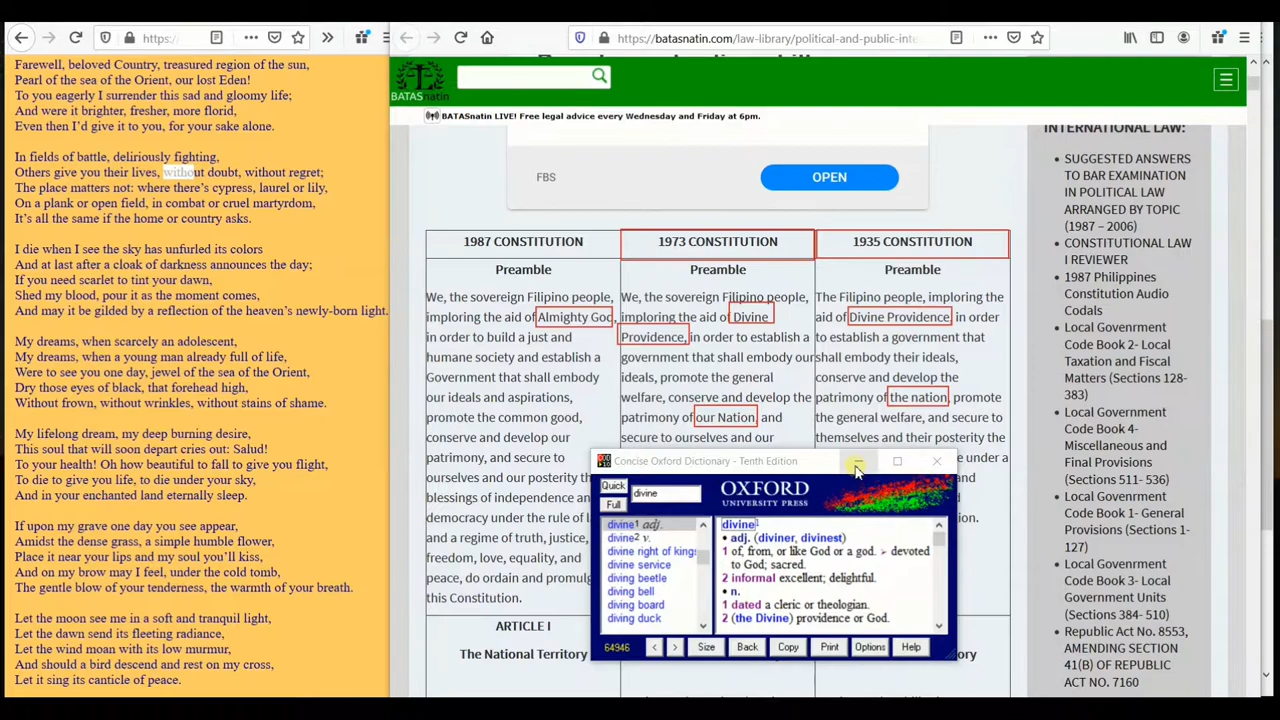 https://
Farewell, beloved Country, treasured region of the sun,
Pearl of the sea of the Orient, our lost Eden!
To you eagerly I surrender this sad and gloomy life;
And were it brighter, fresher, more florid,
Even then I'd give it to you, for your sake alone.
In fields of battle, deliriously fighting,
Others give you their lives, without doubt, without regret;
The place matters not: where there's cypress, laurel or lily,
On a plank or open field, in combat or cruel martyrdom,
It's all the same if the home or country asks.
I die when I see the sky has unfurled its colors
And at last after a cloak of darkness announces the day;
If you need scarlet to tint your dawn,
Shed my blood, pour it as the moment comes,
And may it be gilded by a reflection of the heaven's newly-born light.
My dreams, when scarcely an adolescent,
My dreams, when a young man already full of life,
Were to see you one day, jewel of the sea of the Orient,
Dry those eyes of black, that forehead high,
Without frown, without wrinkles, without stains of shame.
My lifelong dream, my deep burning desire,
This soul that will soon depart cries out: Salud!
To your health! Oh how beautiful to fall to give you flight,
To die to give you life, to die under your sky,
And in your enchanted land eternally sleep.
If upon my grave one day you see appear,
Amidst the dense grass, a simple humble flower,
Place it near your lips and my soul you'll kiss,
And on my brow may I feel, under the cold tomb,
The gentle blow of your tenderness, the warmth of your breath.
Let the moon see me in a soft and tranquil light,
Let the dawn send its fleeting radiance,
Let the wind moan with its low murmur,
And should a bird descend and rest on my cross,
Let it sing its canticle of peace.
https://batasnatin.com/law-library/political-and-public-inte
BATASnatin
BATASnatin LIVE! Free legal advice every Wednesday and Friday at 6pm.
FBS
OPEN
1987 CONSTITUTION
Preamble
We, the sovereign Filipino people,
imploring the aid of Almighty God,
in order to build a just and
humane society and establish a
Government that shall embody
our ideals and aspirations,
promote the common good,
conserve and develop our
patrimony, and secure to
posterity the
blessings of independence and
democracy under the rule of
and a regime of truth, justice,
freedom, love, equality, and
peace, do ordain and promulg
this Constitution.
ARTICLE I
The National Territory
1973 CONSTITUTION
Preamble
We, the sovereign Filipino people,
imploring the aid of Divine
Providence, in order to establish a
government that shall embody our
ideals, promote the general
welfare, conserve and develop the
patrimony of our Nation, and
secure to ourselves and our
1935 CONSTITUTION
Preamble
The Filipino people, imploring the
aid of Divine Providence, in order
to establish a government that
shall embody their ideals,
conserve and develop the
patrimony of the nation, promote
the general welfare, and secure to
themselves and their posterity the
under a
Concise Oxford Dictionary - Tenth Edition
Quick
Full
divine
OXFORD
UNIVERSITY PRESS
divine1 adj.
divine2 v.
divine right of kings
divine service
diving beetle
diving bell
diving board
diving duck
divine1
• adj. (diviner, divinest)
1 of, from, or like God or a god. ▸ devoted
to God; sacred.
2 informal excellent; delightful.
• n.
1 dated a cleric or theologian.
2 (the Divine) providence or God.
64946
<
>
Size
Back
Copy
Print
Options
Help
INTERNATIONAL LAW:
SUGGESTED ANSWERS
TO BAR EXAMINATION
IN POLITICAL LAW
ARRANGED BY TOPIC
(1987 – 2006)
CONSTITUTIONAL LAW
I REVIEWER
1987 Philippines
Constitution Audio
Codals
Local Government
Code Book 2- Local
Taxation and Fiscal
Matters (Sections 128-
383)
Local Government
Code Book 4-
Miscellaneous and
Final Provisions
(Sections 511- 536)
Local Government
Code Book 1- General
Provision (Sections 1-
127)
Local Government
Code Book 3- Local
Government Units
(Sections 384- 510)
Republic Act No. 8553,
AMENDING SECTION
41(B) OF REPUBLIC
ACT NO. 7160